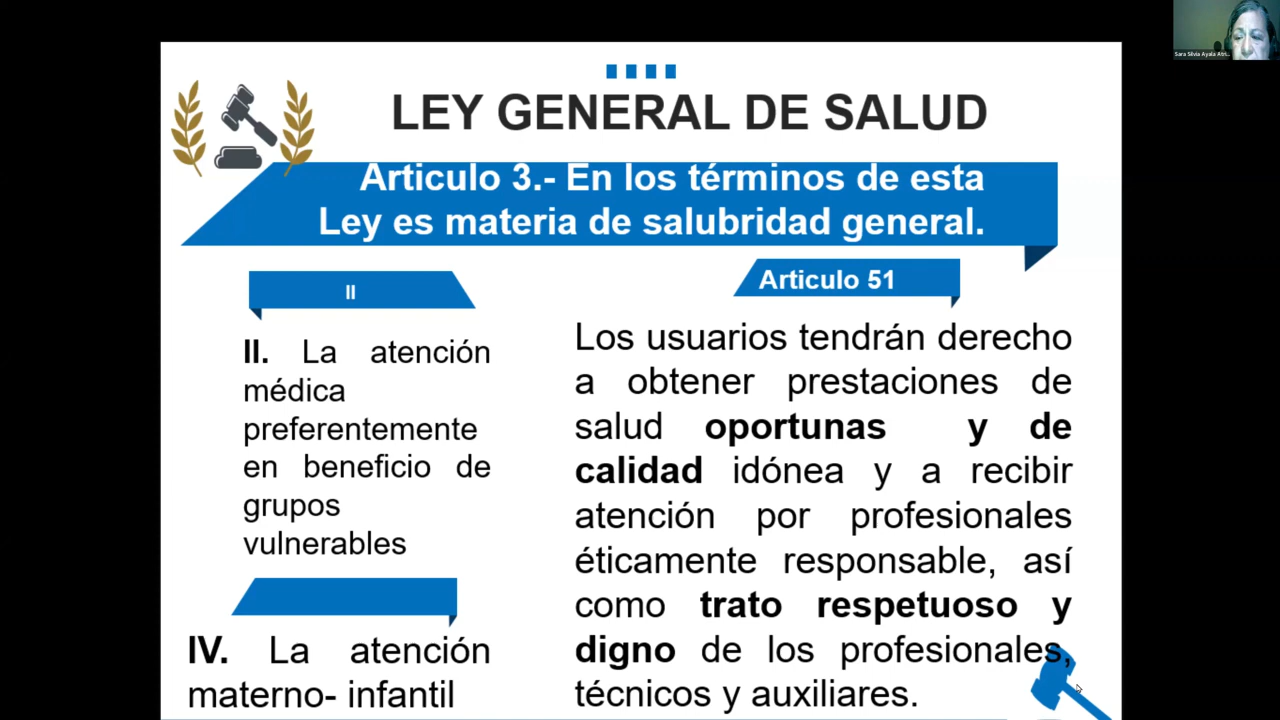 LEY GENERAL DE SALUD
Articulo 3.- En los términos de esta
Ley es materia de salubridad general.
II
II. La atención
médica
preferentemente
en beneficio de
grupos
vulnerables
IV. La atención
materno- infantil
Articulo 51
Los usuarios tendrán derecho
a obtener prestaciones de
salud oportunas y de
calidad idónea y a recibir
atención por profesionales
éticamente responsable, así
como trato respetuoso y
digno de los profesionales,
técnicos y auxiliares.
Sara Silvia Ayala